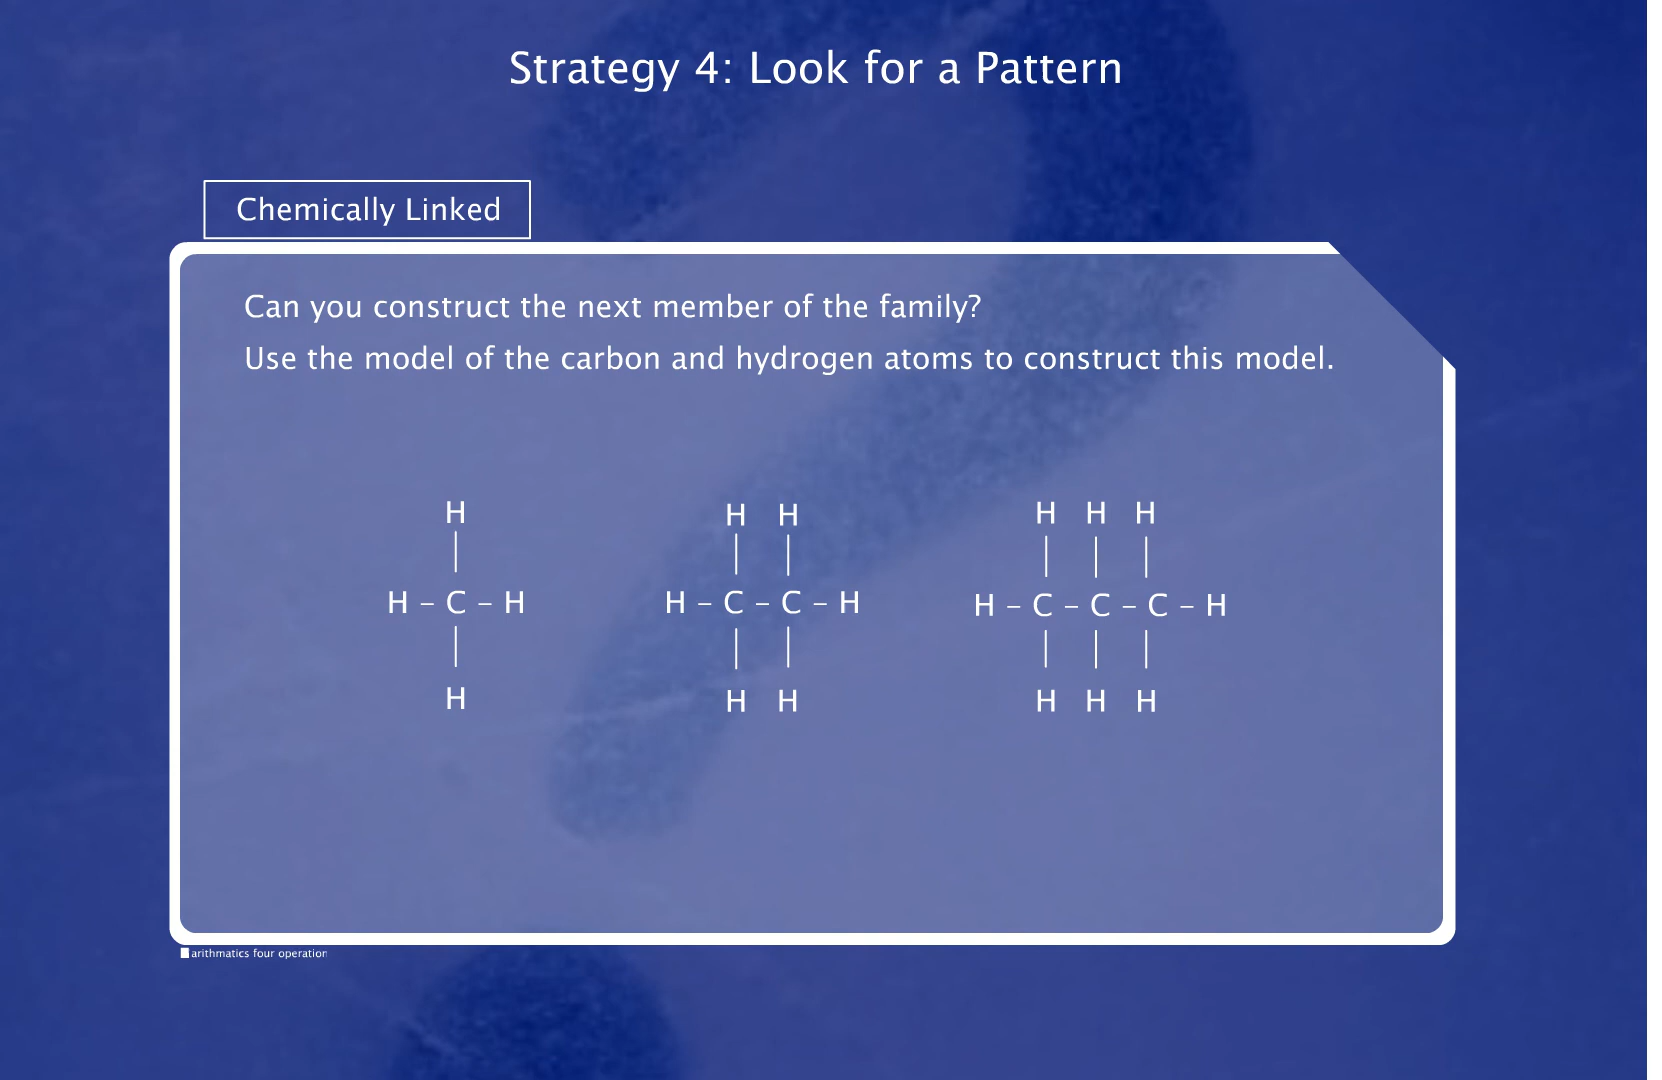 Strategy 4: Look for a Pattern
Chemically Linked
Can you construct the next member of the family?
Use the model of the carbon and hydrogen atoms to construct this model.
H H H H H H
H – C – H H – C – C – H H – C – C – C – H
H H H H H H
arithmatics four operation